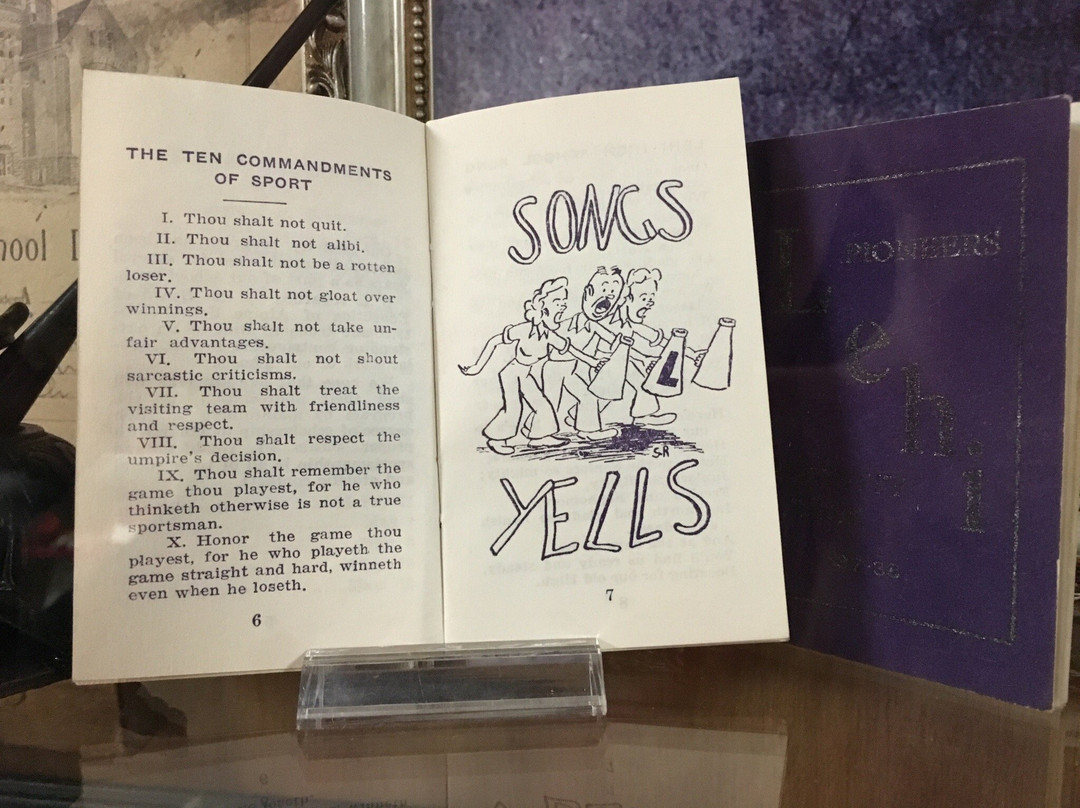 THE TEN COMMANDMENTS
OF SPORT
I. Thou shalt not quit.
II. Thou shalt not alibi.
III. Thou shalt not be a rotten
loser.
IV. Thou shalt not gloat over
winnings.
V. Thou shalt not take un-
fair advantages.
VI. Thou shalt not shout
sarcastic criticisms.
VII. Thou shalt treat the
visiting team with friendliness
and respect.
VIII. Thou shalt respect the
umpire's decision.
IX. Thou shalt remember the
game thou playest, for he who
thinketh otherwise is not a true
sportsman.
X. Honor the game thou
playest, for he who playeth the
game straight and hard, winneth
even when he loseth.
6
SONGS
L
SR
YELLS
7
PIONEERS
L
e
h
i